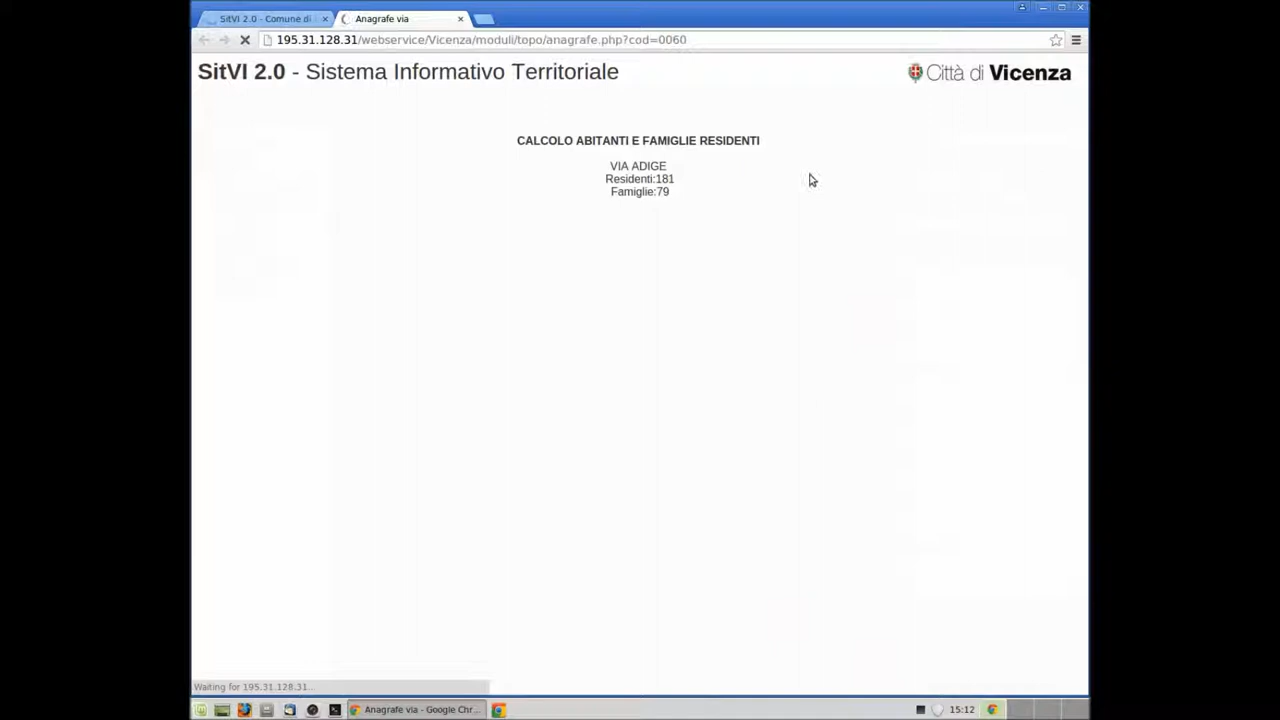 SitVI 2.0 - Comune di
Anagrafe via
195.31.128.31/webservice/Vicenza/moduli/topo/anagrafe.php?cod=0060
SitVI 2.0 - Sistema Informativo Territoriale
Città di Vicenza
CALCOLO ABITANTI E FAMIGLIE RESIDENTI
VIA ADIGE
Residenti:181
Famiglie:79
Waiting for 195.31.128.31...
Anagrafe via - Google Chr...
15:12